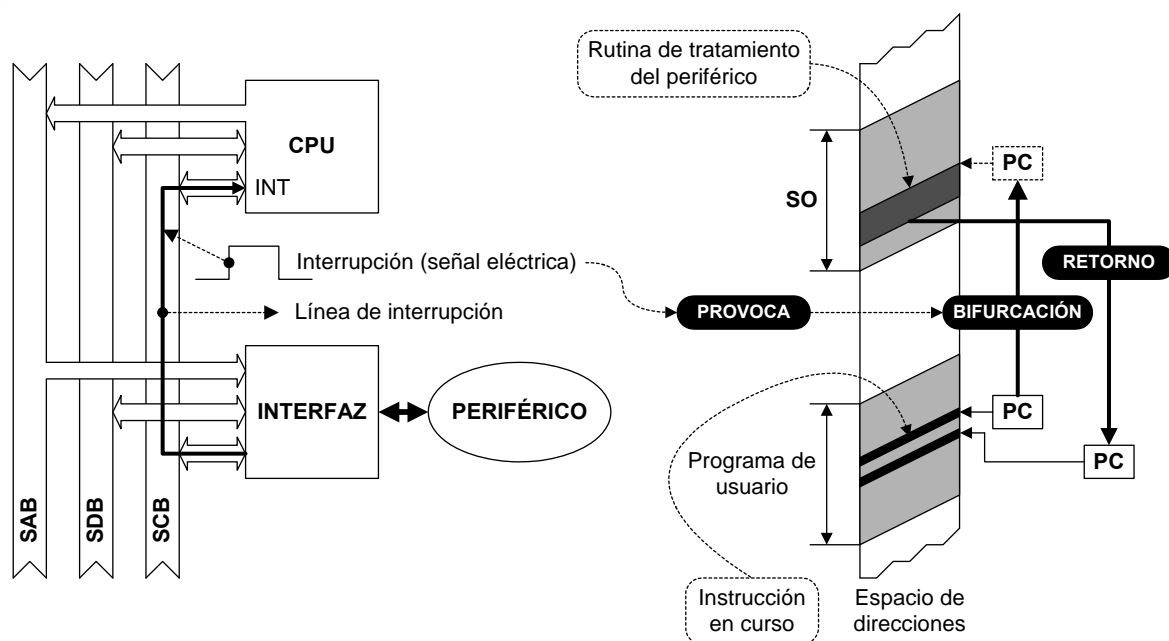 Rutina de tratamiento
del periférico
CPU
INT
PC
SO
RETORNO
Interrupción (señal eléctrica)
Línea de interrupción
PROVOCA
BIFURCACIÓN
INTERFAZ
PERIFÉRICO
PC
PC
Programa de
usuario
SAB
SDB
SCB
Instrucción
en curso
Espacio de
direcciones